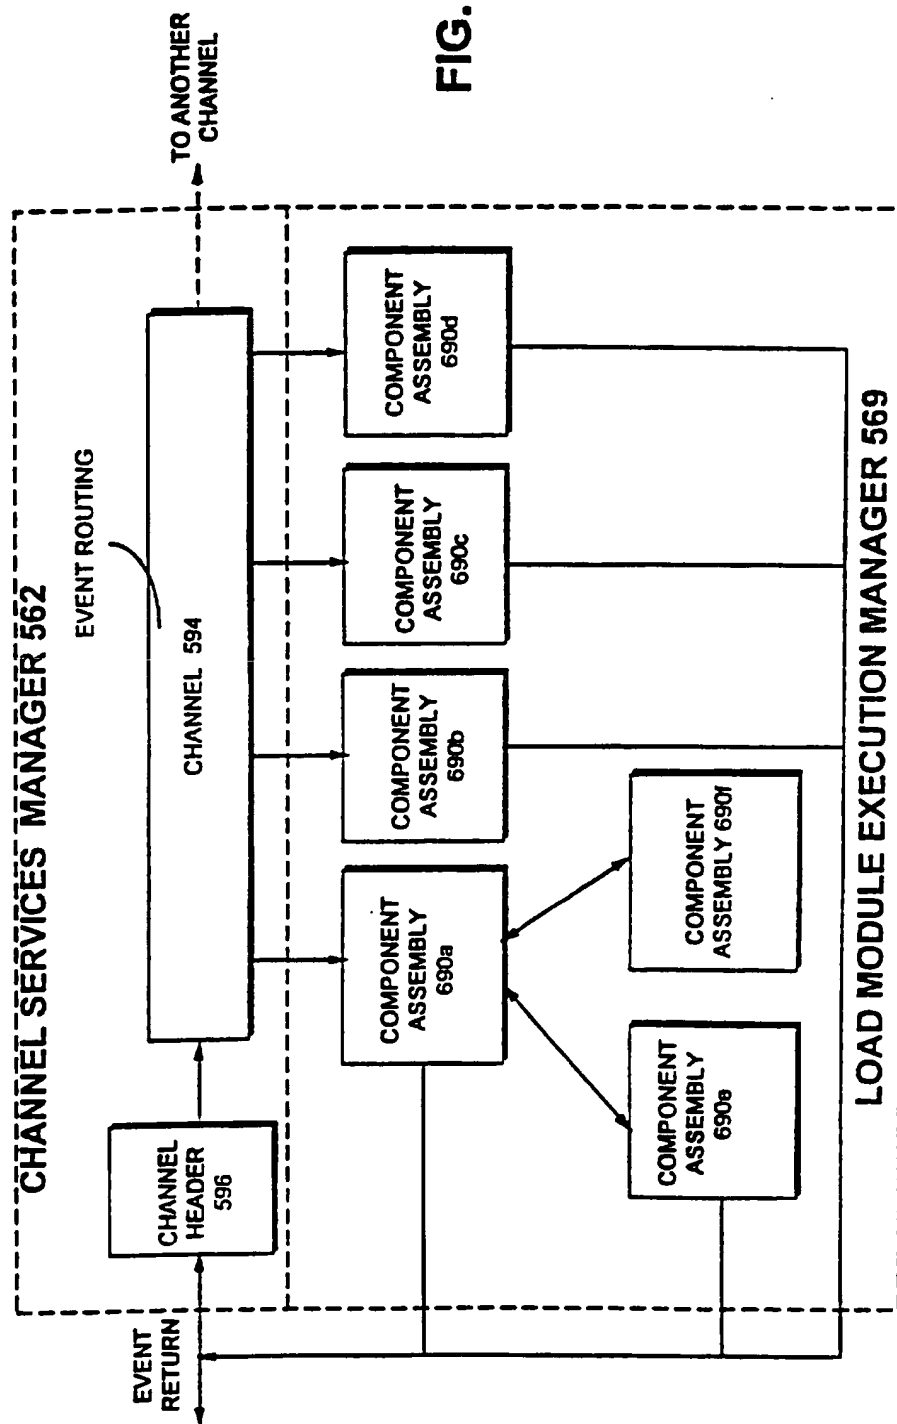 CHANNEL SERVICES MANAGER 562
EVENT ROUTING
TO ANOTHER
CHANNEL
CHANNEL
HEADER
596
CHANNEL 594
EVENT
RETURN
COMPONENT
ASSEMBLY
690a
COMPONENT
ASSEMBLY
690b
COMPONENT
ASSEMBLY
690c
COMPONENT
ASSEMBLY
690d
COMPONENT
ASSEMBLY
690e
COMPONENT
ASSEMBLY 690f
LOAD MODULE EXECUTION MANAGER 569
FIG.